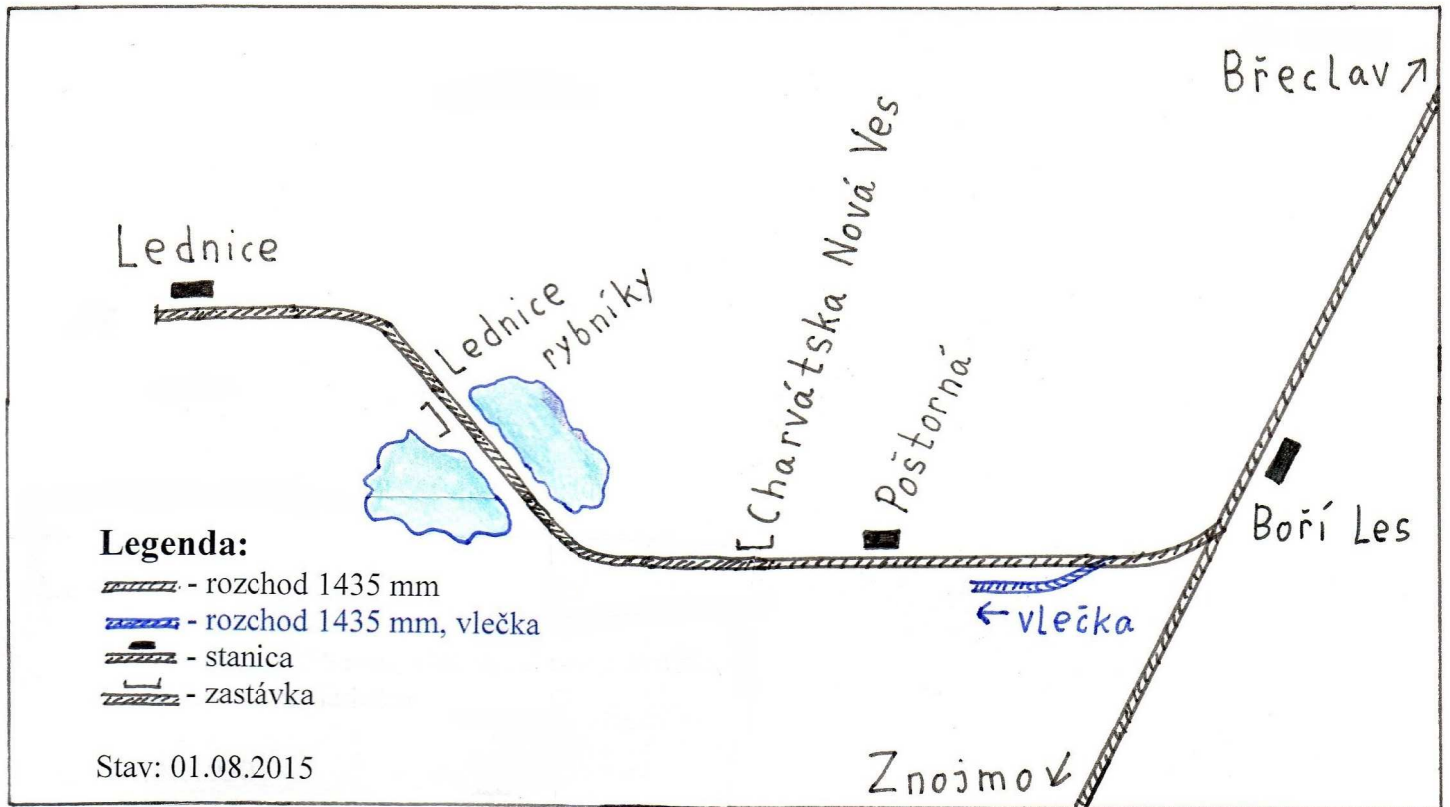 Břeclav
Lednice
Lednice
rybníky
Charvátska Nová Ves
Poštorná
Boří Les
← vlečka
Znojmo
Legenda:
- rozchod 1435 mm
- rozchod 1435 mm, vlečka
- stanica
- zastávka
Stav: 01.08.2015